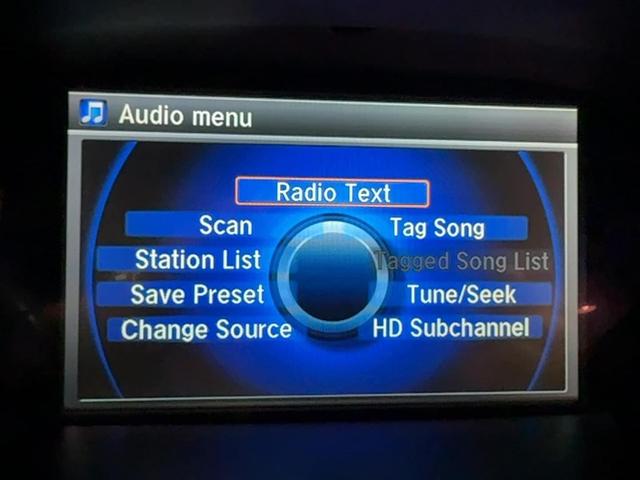 Audio menu
Radio Text
Scan
Tag Song
Station List
Tagged Song List
Save Preset
Tune/Seek
Change Source
HD Subchannel